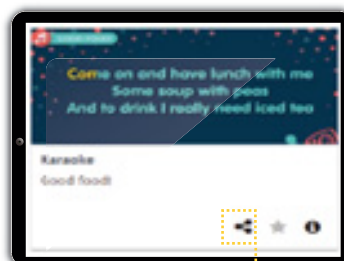 Come on and have lunch with me
Some soup with peas
And to drink I really need iced tea
Karaoke
Good food!